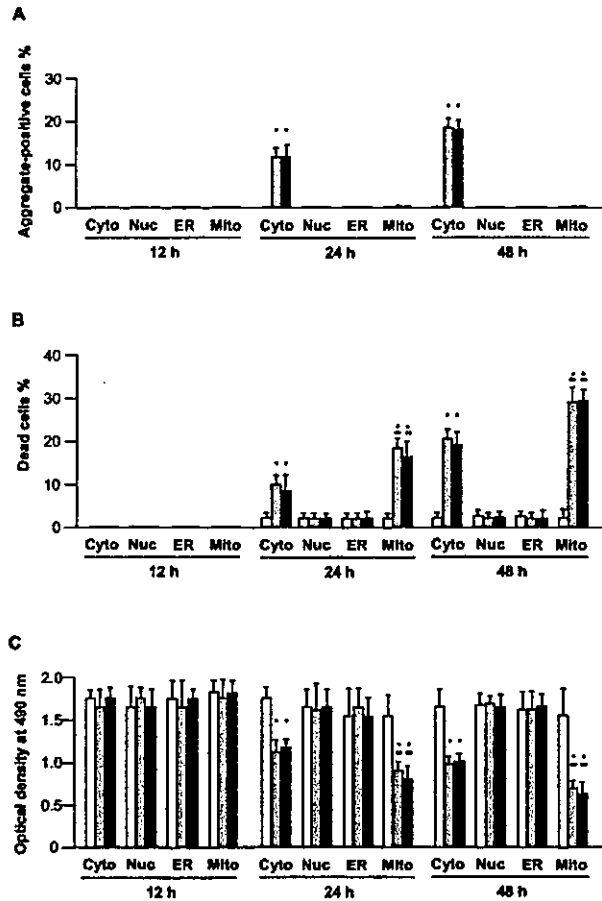 A
Aggregate-positive cells %
30
20
10
0
Cyto Nuc ER Mito Cyto Nuc ER Mito Cyto Nuc ER Mito
12 h 24 h 48 h
B
Dead cells %
40
30
20
10
0
Cyto Nuc ER Mito Cyto Nuc ER Mito Cyto Nuc ER Mito
12 h 24 h 48 h
C
Optical density at 490 nm
2.0
1.5
1.0
0.5
0
Cyto Nuc ER Mito Cyto Nuc ER Mito Cyto Nuc ER Mito
12 h 24 h 48 h